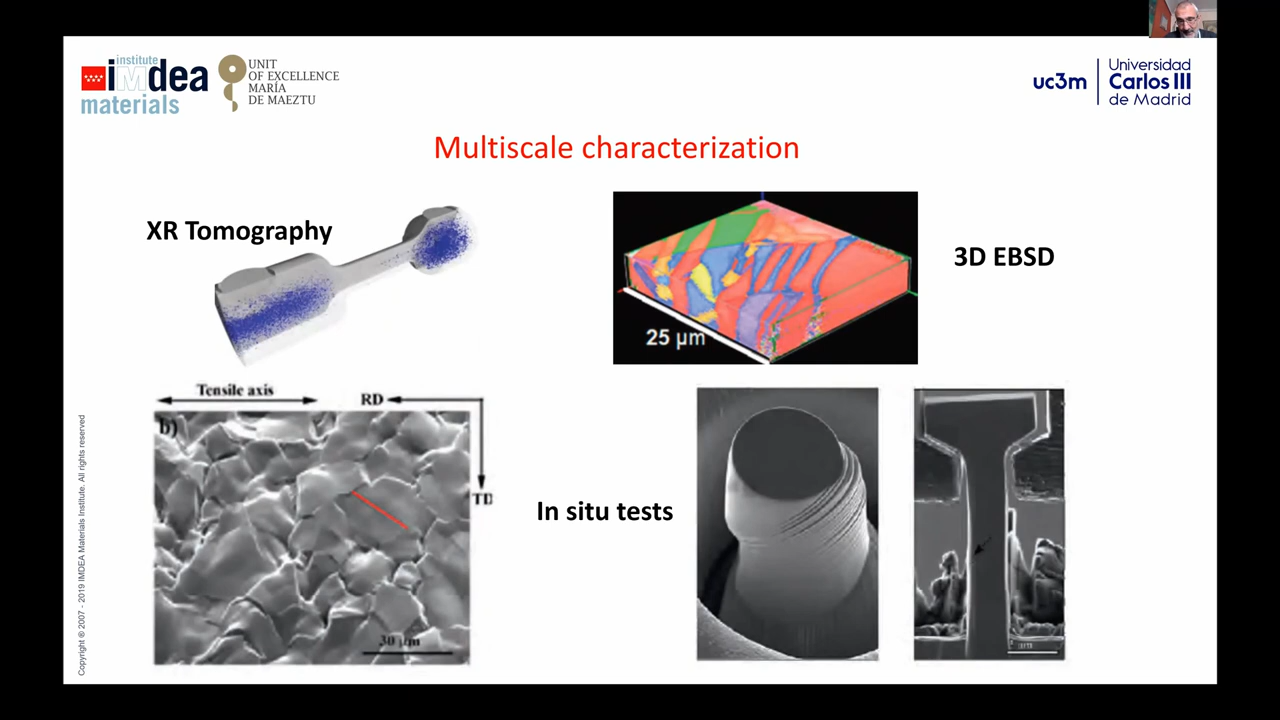 institute
imdea
materials
UNIT
OF EXCELLENCE
MARÍA
DE MAEZTU
uc3m
Universidad
Carlos III
de Madrid
Multiscale characterization
XR Tomography
3D EBSD
25 µm
Tensile axis
RD
b)
TD
30 µm
In situ tests
Copyright ® 2007 - 2019 IMDEA Materials Institute. All rights reserved